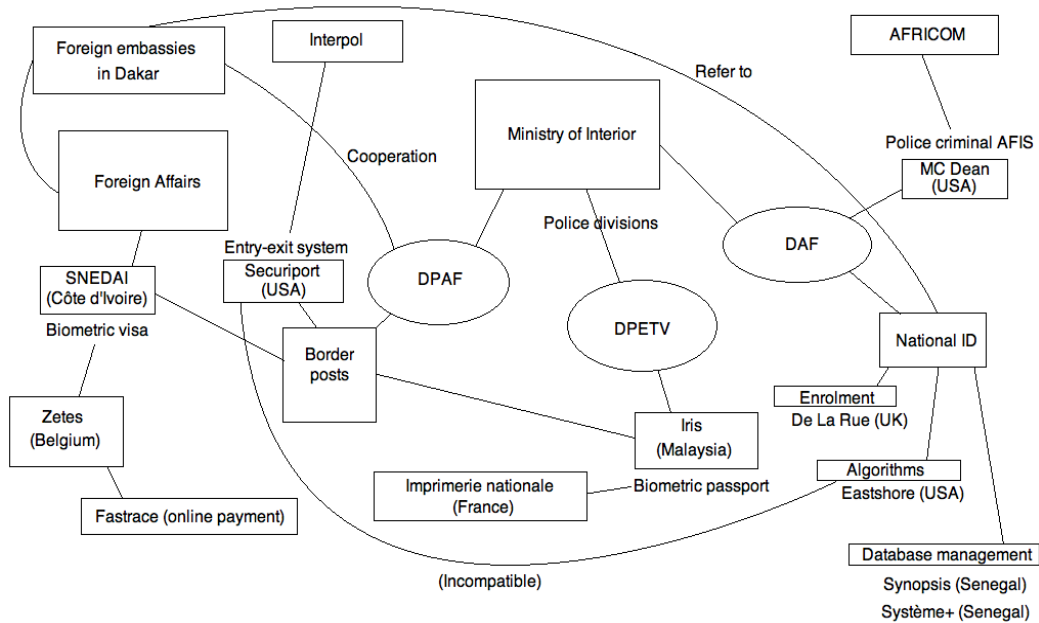 Foreign embassies
in Dakar
Interpol
AFRICOM
Refer to
Ministry of Interior
Police criminal AFIS
Cooperation
MC Dean
(USA)
Foreign Affairs
Police divisions
DAF
Entry-exit system
SNEDAI
(Côte d'Ivoire)
Securiport
(USA)
DPAF
Biometric visa
DPETV
National ID
Border
posts
Enrolment
De La Rue (UK)
Zetes
(Belgium)
Iris
(Malaysia)
Algorithms
Eastshore (USA)
Imprimerie nationale
(France)
Biometric passport
Fastrace (online payment)
Database management
(Incompatible)
Synopsis (Senegal)
Système+ (Senegal)